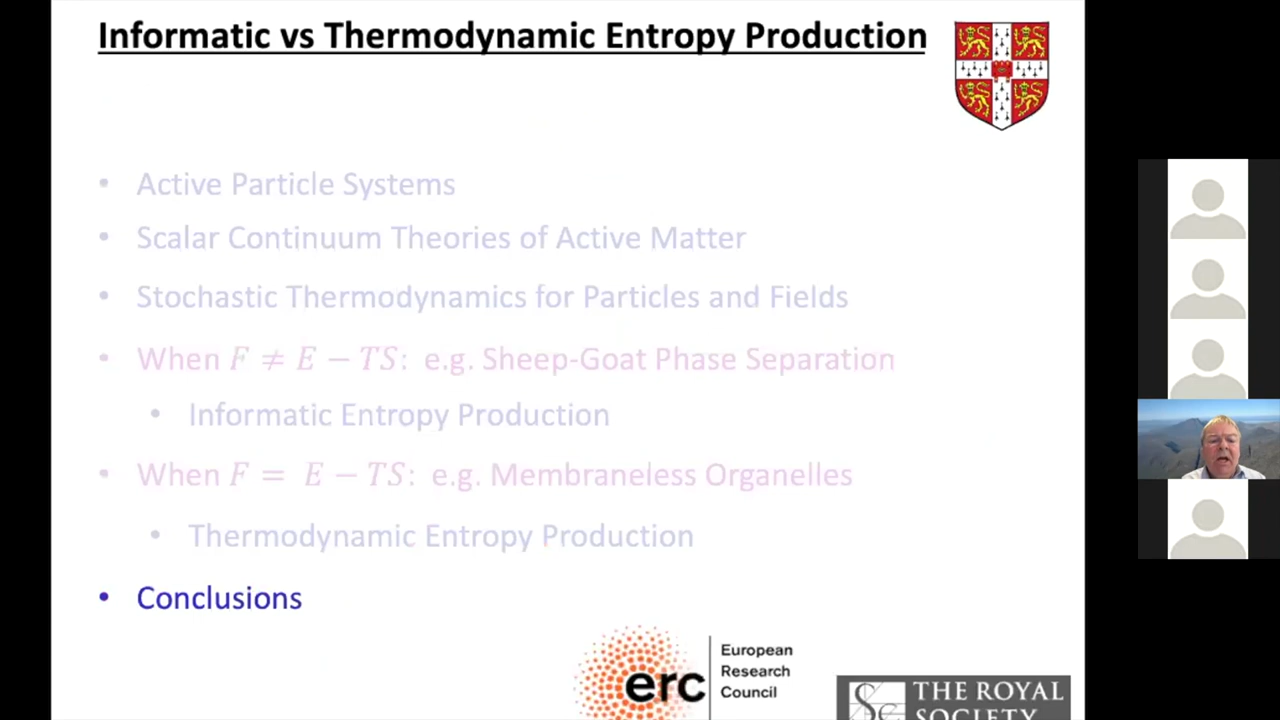 Informatic vs Thermodynamic Entropy Production
• Active Particle Systems
• Scalar Continuum Theories of Active Matter
• Stochastic Thermodynamics for Particles and Fields
• When F ≠ E − TS: e.g. Sheep-Goat Phase Separation
• Informatic Entropy Production
• When F = E − TS: e.g. Membraneless Organelles
• Thermodynamic Entropy Production
• Conclusions
erc
European
Research
Council
THE ROYAL
SOCIETY